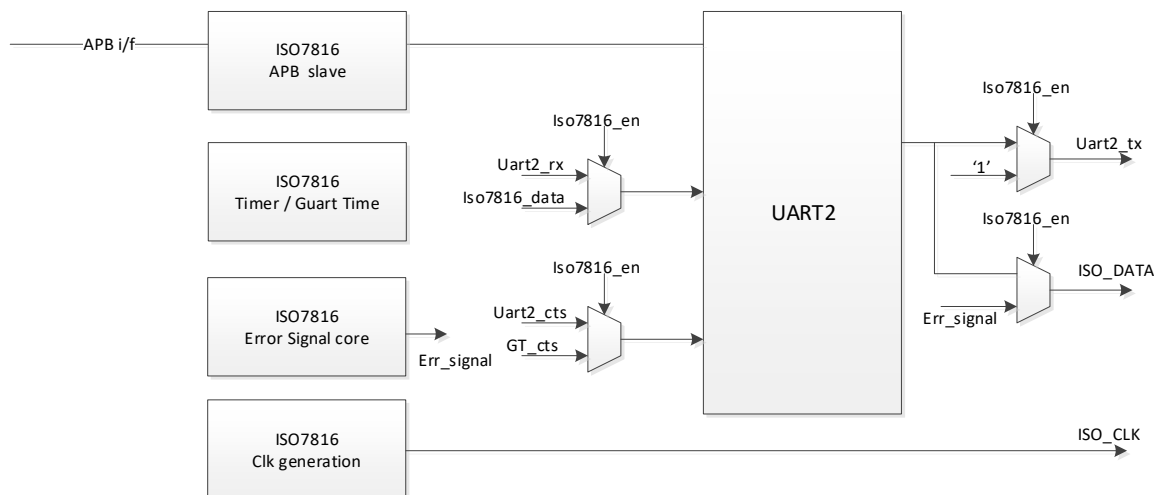 APB i/f
ISO7816
APB slave
Iso7816_en
Uart2_rx
Iso7816_data
ISO7816
Timer / Guart Time
Iso7816_en
Uart2_cts
GT_cts
ISO7816
Error Signal core
Err_signal
ISO7816
Clk generation
UART2
Iso7816_en
Uart2_tx
‘1’
Iso7816_en
ISO_DATA
Err_signal
ISO_CLK